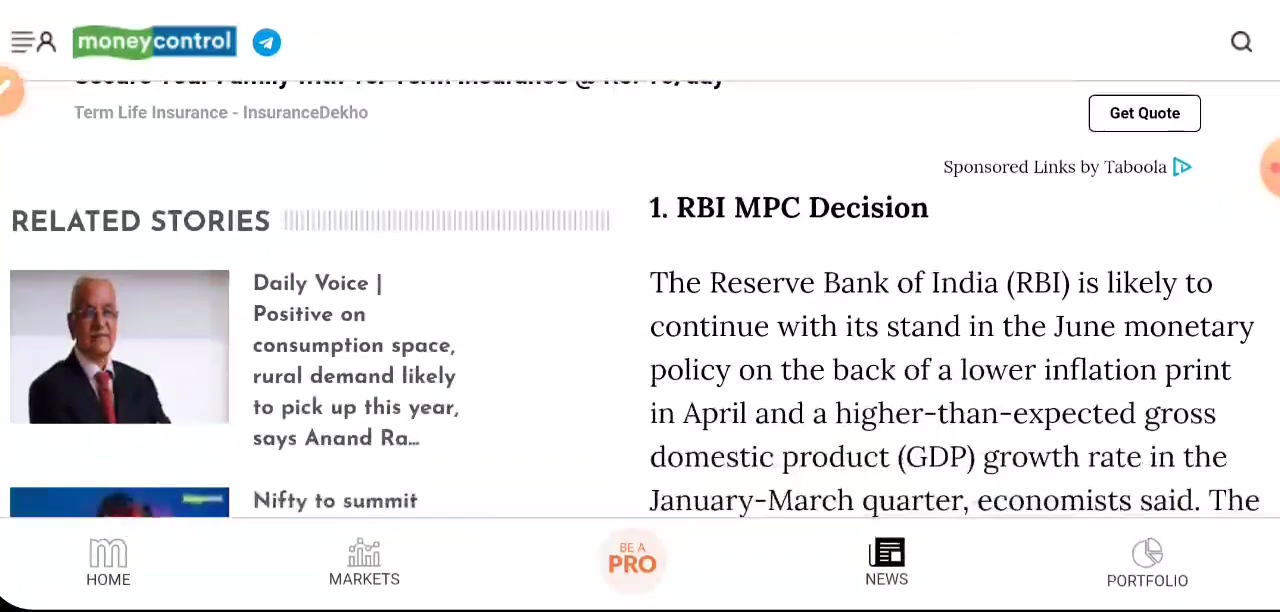 moneycontrol
Term Life Insurance - InsuranceDekho
Get Quote
Sponsored Links by Taboola
RELATED STORIES
Daily Voice |
Positive on
consumption space,
rural demand likely
to pick up this year,
says Anand Ra...
Nifty to summit
1. RBI MPC Decision
The Reserve Bank of India (RBI) is likely to
continue with its stand in the June monetary
policy on the back of a lower inflation print
in April and a higher-than-expected gross
domestic product (GDP) growth rate in the
January-March quarter, economists said. The
HOME
MARKETS
BE A
PRO
NEWS
PORTFOLIO